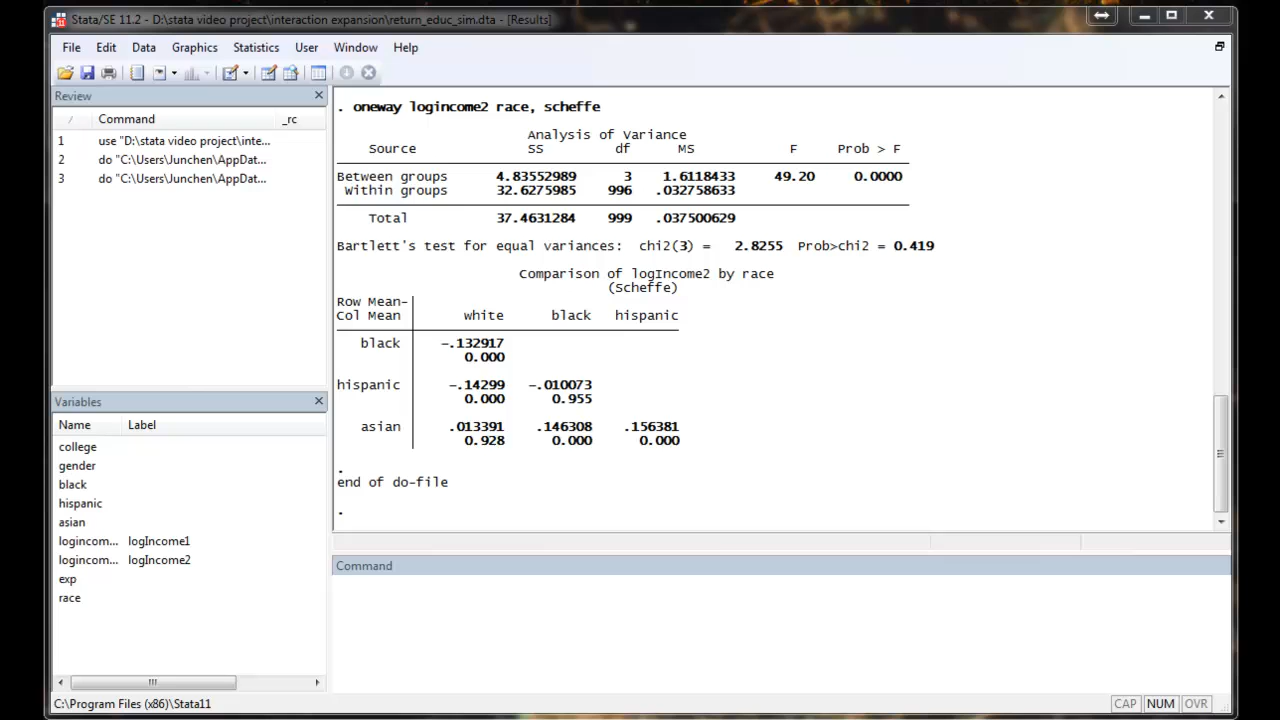 Stata/SE 11.2 - D:\stata video project\interaction expansion\return_educ_sim.dta - [Results]
File Edit Data Graphics Statistics User Window Help
Review
/ Command _rc
1 use "D:\stata video project\inte...
2 do "C:\Users\Junchen\AppDat...
3 do "C:\Users\Junchen\AppDat...
Variables
Name Label
college
gender
black
hispanic
asian
logincom... logIncome1
logincom... logIncome2
exp
race
. oneway logincome2 race, scheffe
Analysis of Variance
Source SS df MS F Prob > F
Between groups 4.83552989 3 1.6118433 49.20 0.0000
Within groups 32.6275985 996 .032758633
Total 37.4631284 999 .037500629
Bartlett's test for equal variances: chi2(3) = 2.8255 Prob>chi2 = 0.419
Comparison of logIncome2 by race
(Scheffe)
Row Mean-
Col Mean white black hispanic
black -.132917
0.000
hispanic -.14299 -.010073
0.000 0.955
asian .013391 .146308 .156381
0.928 0.000 0.000
.
end of do-file
.
Command
C:\Program Files (x86)\Stata11
CAP NUM OVR